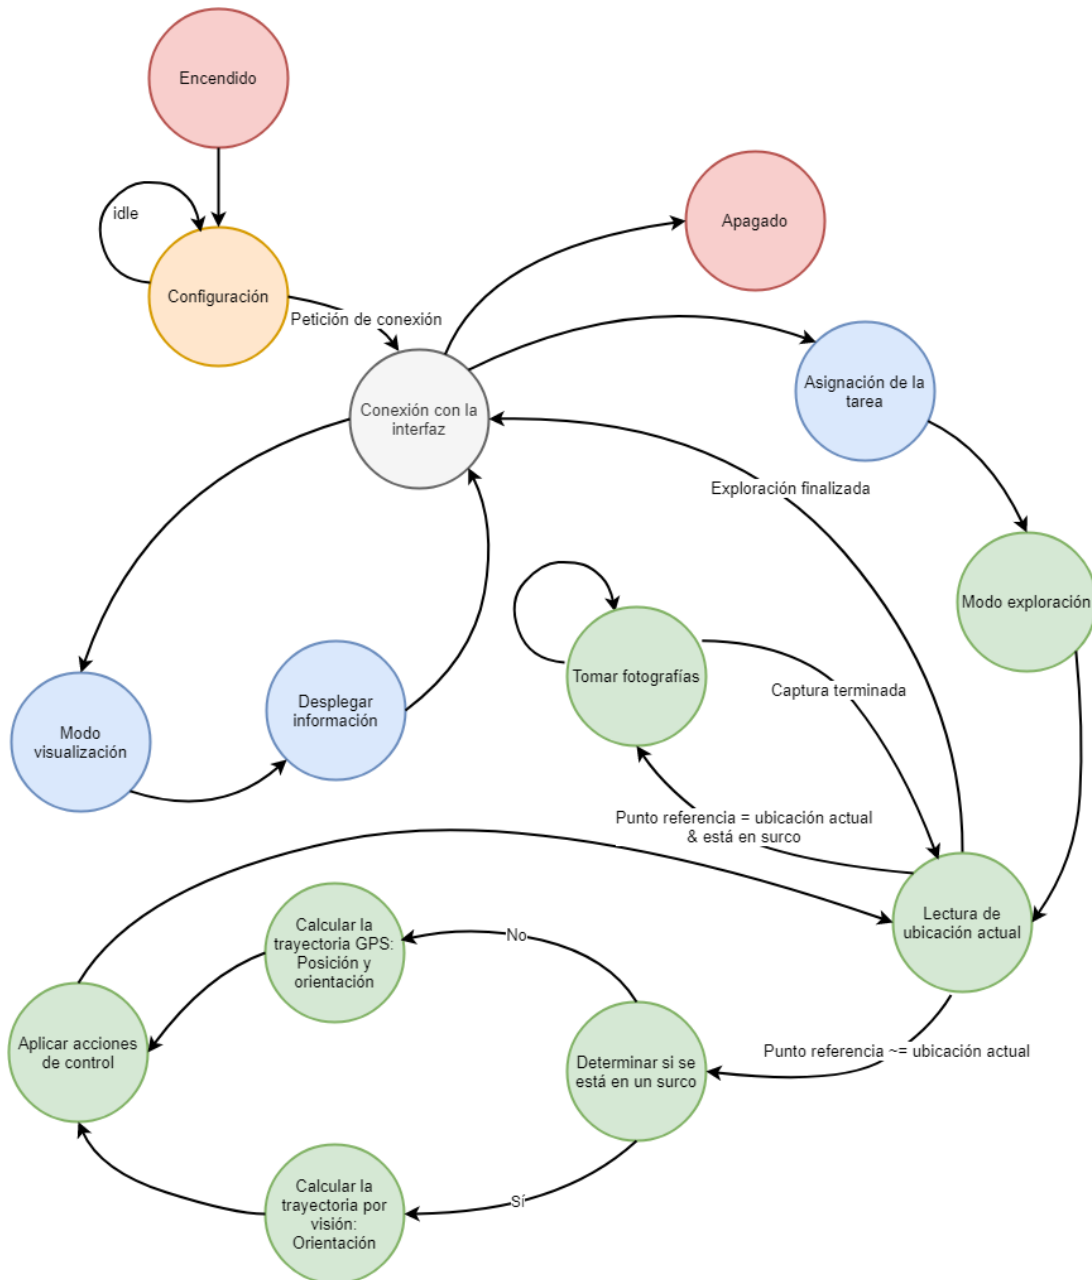 Encendido
idle
Apagado
Configuración
Petición de conexión
Asignación de la
tarea
Conexión con la
interfaz
Exploración finalizada
Modo exploración
Tomar fotografías
Captura terminada
Desplegar
información
Modo
visualización
Punto referencia = ubicación actual
& está en surco
Lectura de
ubicación actual
Calcular la
trayectoria GPS:
Posición y
orientación
No
Aplicar acciones
de control
Determinar si se
está en un surco
Punto referencia ~= ubicación actual
Calcular la
trayectoria por
visión:
Orientación
Sí